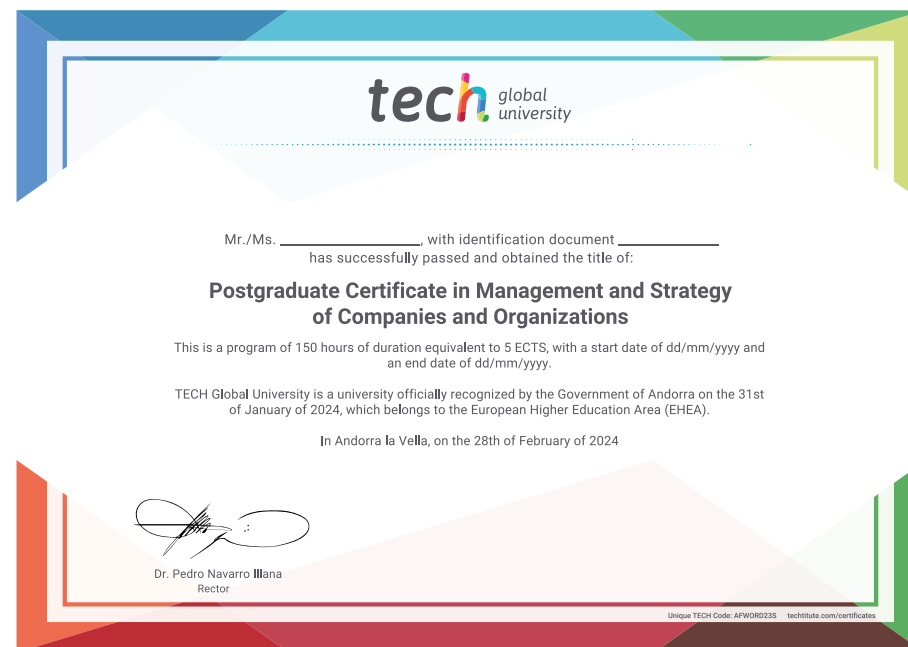 tech global university
Mr./Ms. ____________________, with identification document ______________
has successfully passed and obtained the title of:
Postgraduate Certificate in Management and Strategy
of Companies and Organizations
This is a program of 150 hours of duration equivalent to 5 ECTS, with a start date of dd/mm/yyyy and
an end date of dd/mm/yyyy.
TECH Global University is a university officially recognized by the Government of Andorra on the 31st
of January of 2024, which belongs to the European Higher Education Area (EHEA).
In Andorra la Vella, on the 28th of February of 2024
Dr. Pedro Navarro Illana
Rector
Unique TECH Code: AFWORD23S techtitute.com/certificates